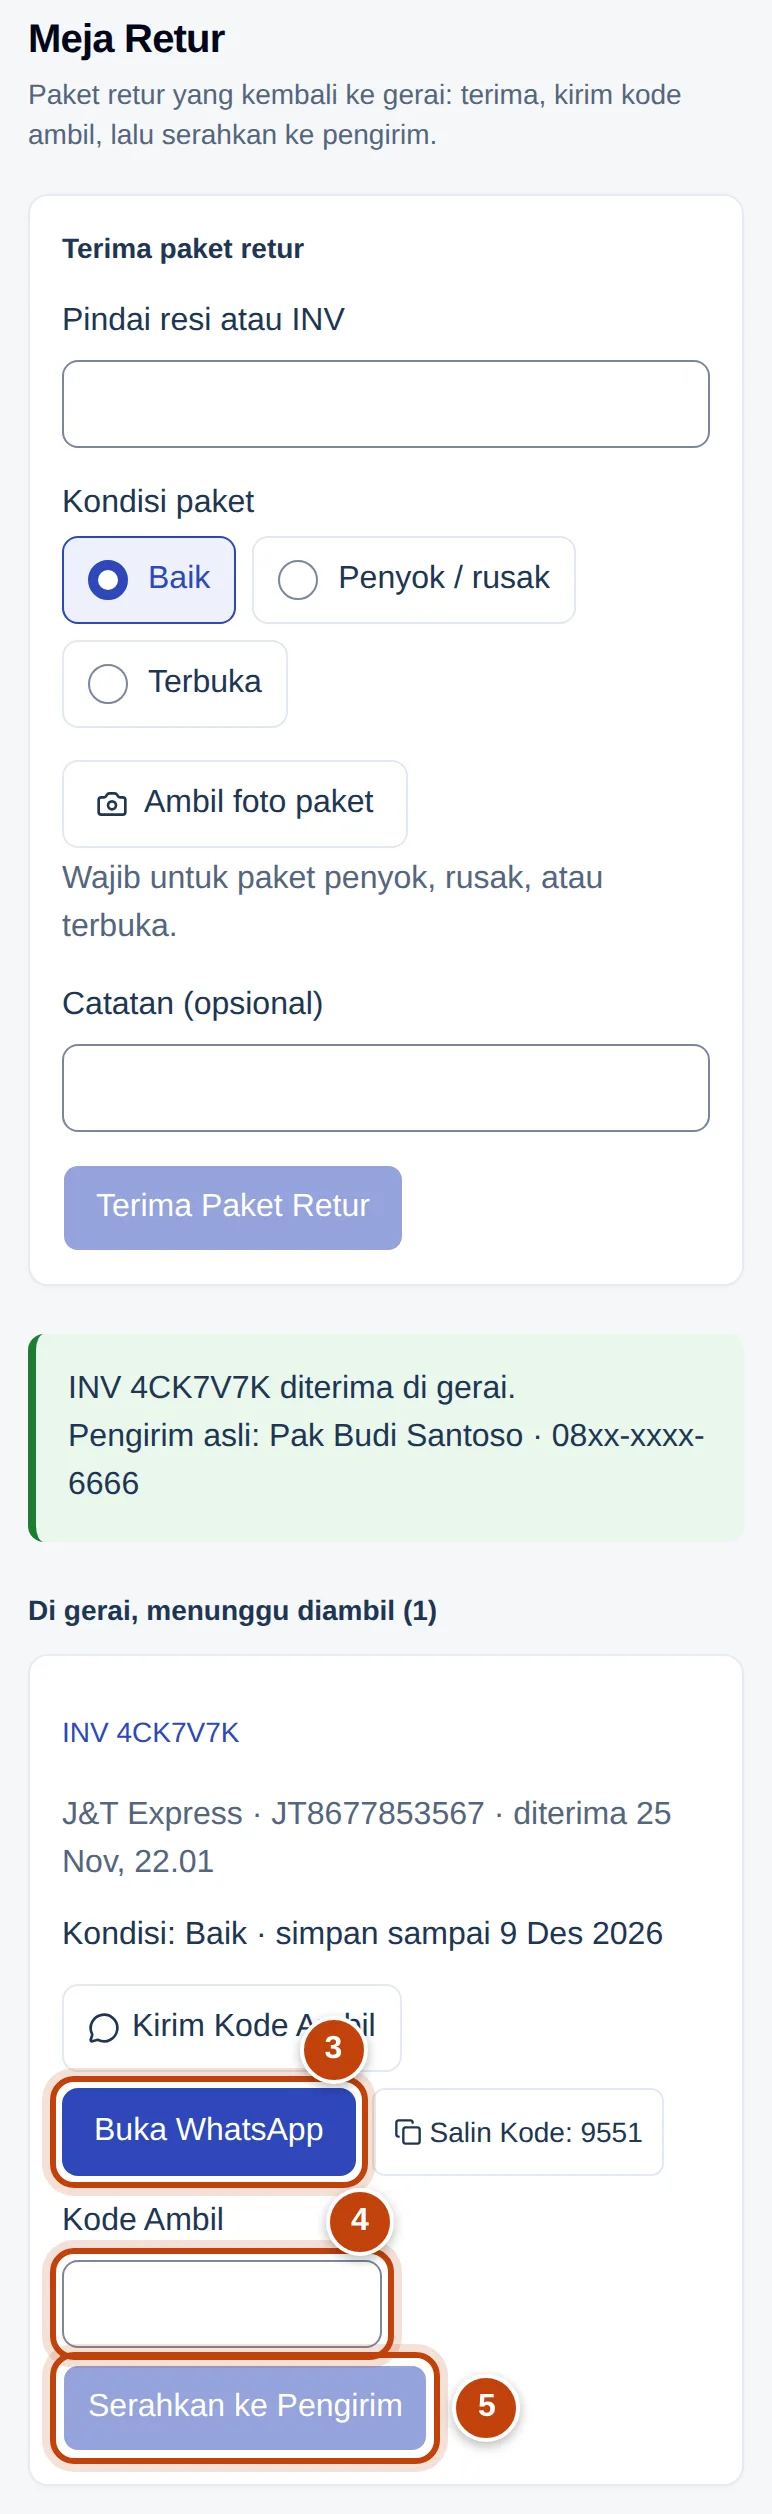 Meja Retur
Paket retur yang kembali ke gerai: terima, kirim kode
ambil, lalu serahkan ke pengirim.
Terima paket retur
Pindai resi atau INV
Kondisi paket
Baik
Penyok / rusak
Terbuka
Ambil foto paket
Wajib untuk paket penyok, rusak, atau
terbuka.
Catatan (opsional)
Terima Paket Retur
INV 4CK7V7K diterima di gerai.
Pengirim asli: Pak Budi Santoso · 08xx-xxxx-
6666
Di gerai, menunggu diambil (1)
INV 4CK7V7K
J&T Express · JT8677853567 · diterima 25
Nov, 22.01
Kondisi: Baik · simpan sampai 9 Des 2026
Kirim Kode Ambil
3
Buka WhatsApp
Salin Kode: 9551
Kode Ambil
4
Serahkan ke Pengirim
5